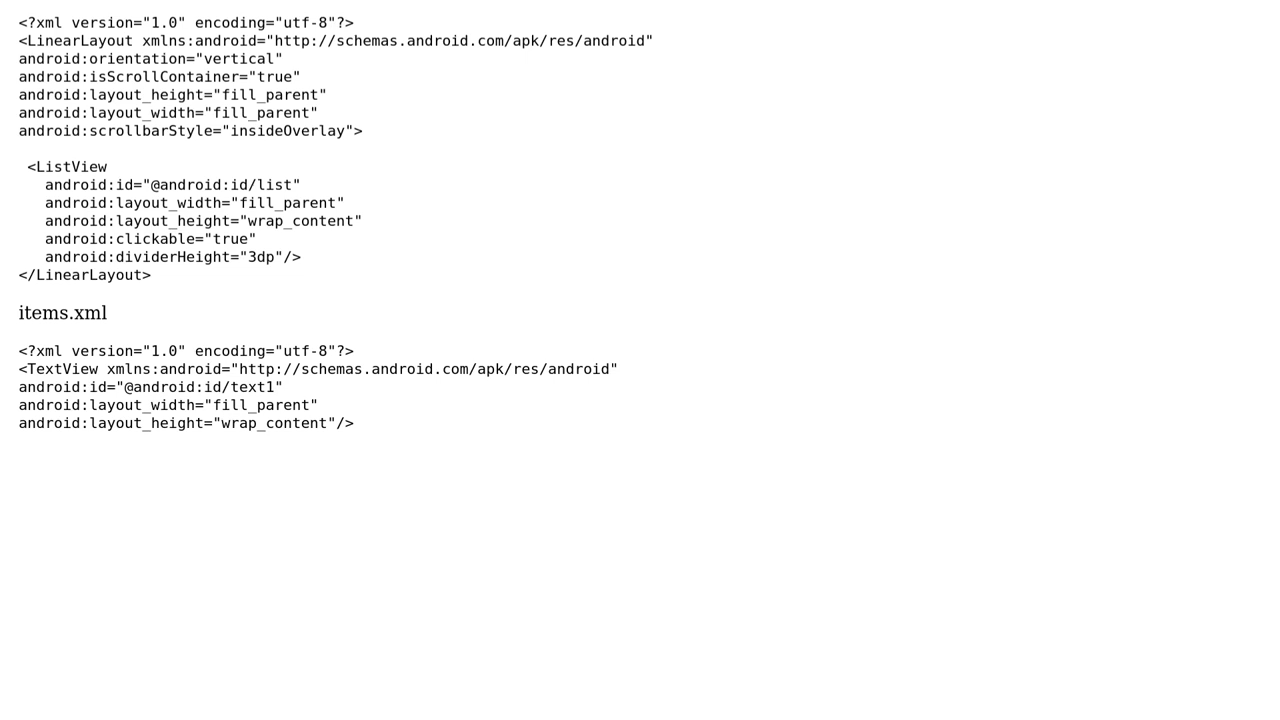 <?xml version="1.0" encoding="utf-8"?>
<LinearLayout xmlns:android="http://schemas.android.com/apk/res/android"
android:orientation="vertical"
android:isScrollContainer="true"
android:layout_height="fill_parent"
android:layout_width="fill_parent"
android:scrollbarStyle="insideOverlay">

 <ListView
   android:id="@android:id/list"
   android:layout_width="fill_parent"
   android:layout_height="wrap_content"
   android:clickable="true"
   android:dividerHeight="3dp"/>
</LinearLayout>
items.xml
<?xml version="1.0" encoding="utf-8"?>
<TextView xmlns:android="http://schemas.android.com/apk/res/android"
android:id="@android:id/text1"
android:layout_width="fill_parent"
android:layout_height="wrap_content"/>